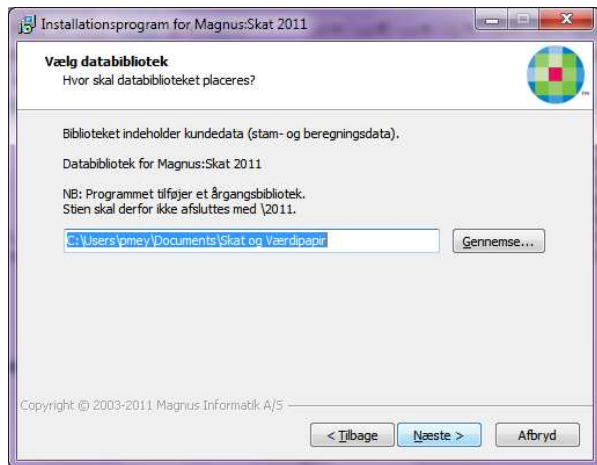 Installationsprogram for Magnus:Skat 2011
Vælg databibliotek
Hvor skal databiblioteket placeres?
TM
Biblioteket indeholder kundedata (stam- og beregningsdata).
Databibliotek for Magnus:Skat 2011
NB: Programmet tilføjer et årgangsbibliotek.
Stien skal derfor ikke afsluttes med \2011.
C:\Users\pmey\Documents\Skat og Værdipapir
Gennemse...
Copyright © 2003-2011 Magnus Informatik A/S
< Tilbage
Næste >
Afbryd